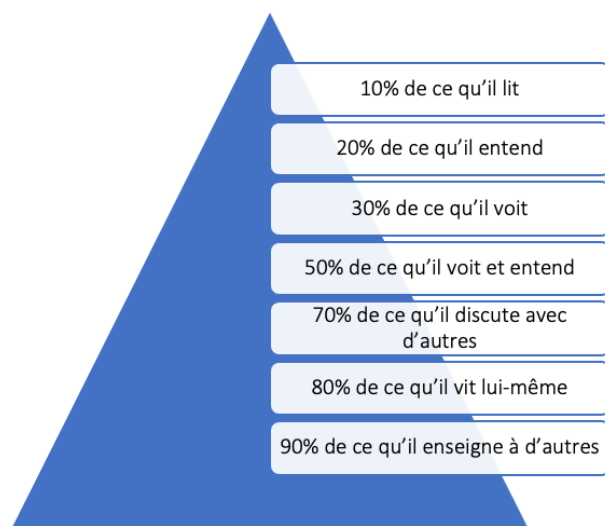 10% de ce qu’il lit
20% de ce qu’il entend
30% de ce qu’il voit
50% de ce qu’il voit et entend
70% de ce qu’il discute avec
d’autres
80% de ce qu’il vit lui-même
90% de ce qu’il enseigne à d’autres